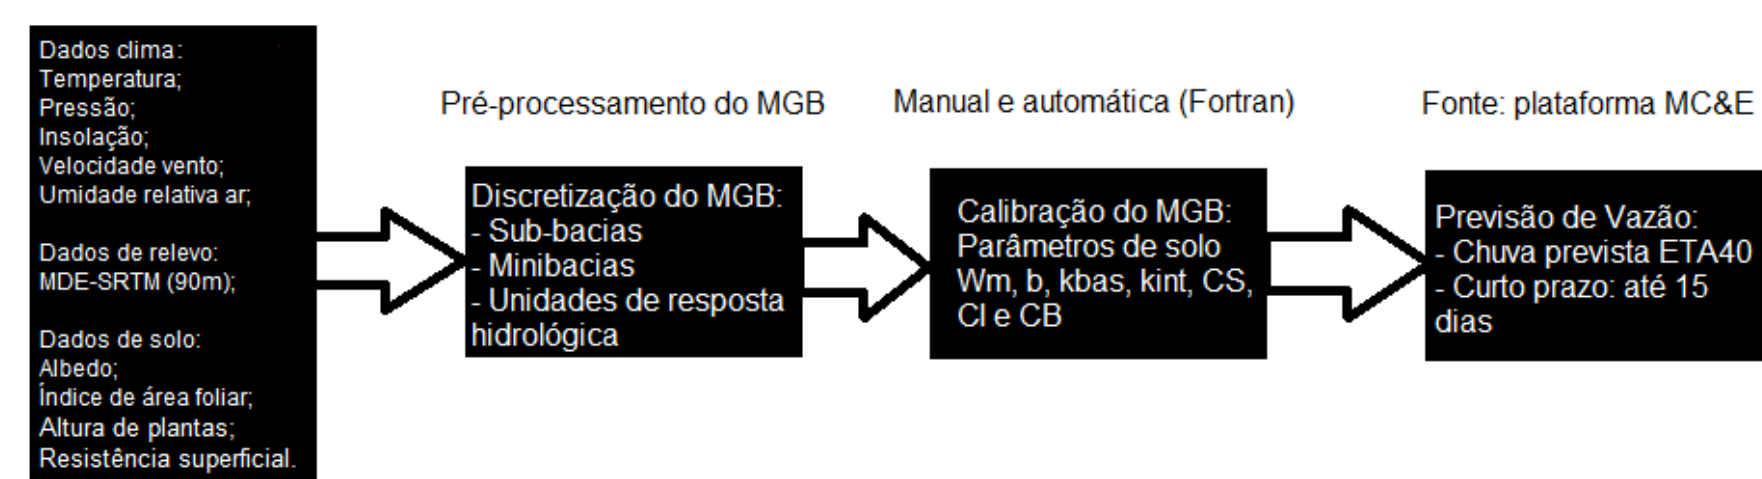 Dados clima:
Temperatura;
Pressão;
Insolação;
Velocidade vento;
Umidade relativa ar;
Dados de relevo:
MDE-SRTM (90m);
Dados de solo:
Albedo;
Índice de área foliar;
Altura de plantas;
Resistência superficial.
Pré-processamento do MGB
Discretização do MGB:
- Sub-bacias
- Minibacias
- Unidades de resposta
hidrológica
Manual e automática (Fortran)
Calibração do MGB:
Parâmetros de solo
Wm, b, kbas, kint, CS,
CI e CB
Fonte: plataforma MC&E
Previsão de Vazão:
- Chuva prevista ETA40
- Curto prazo: até 15
dias